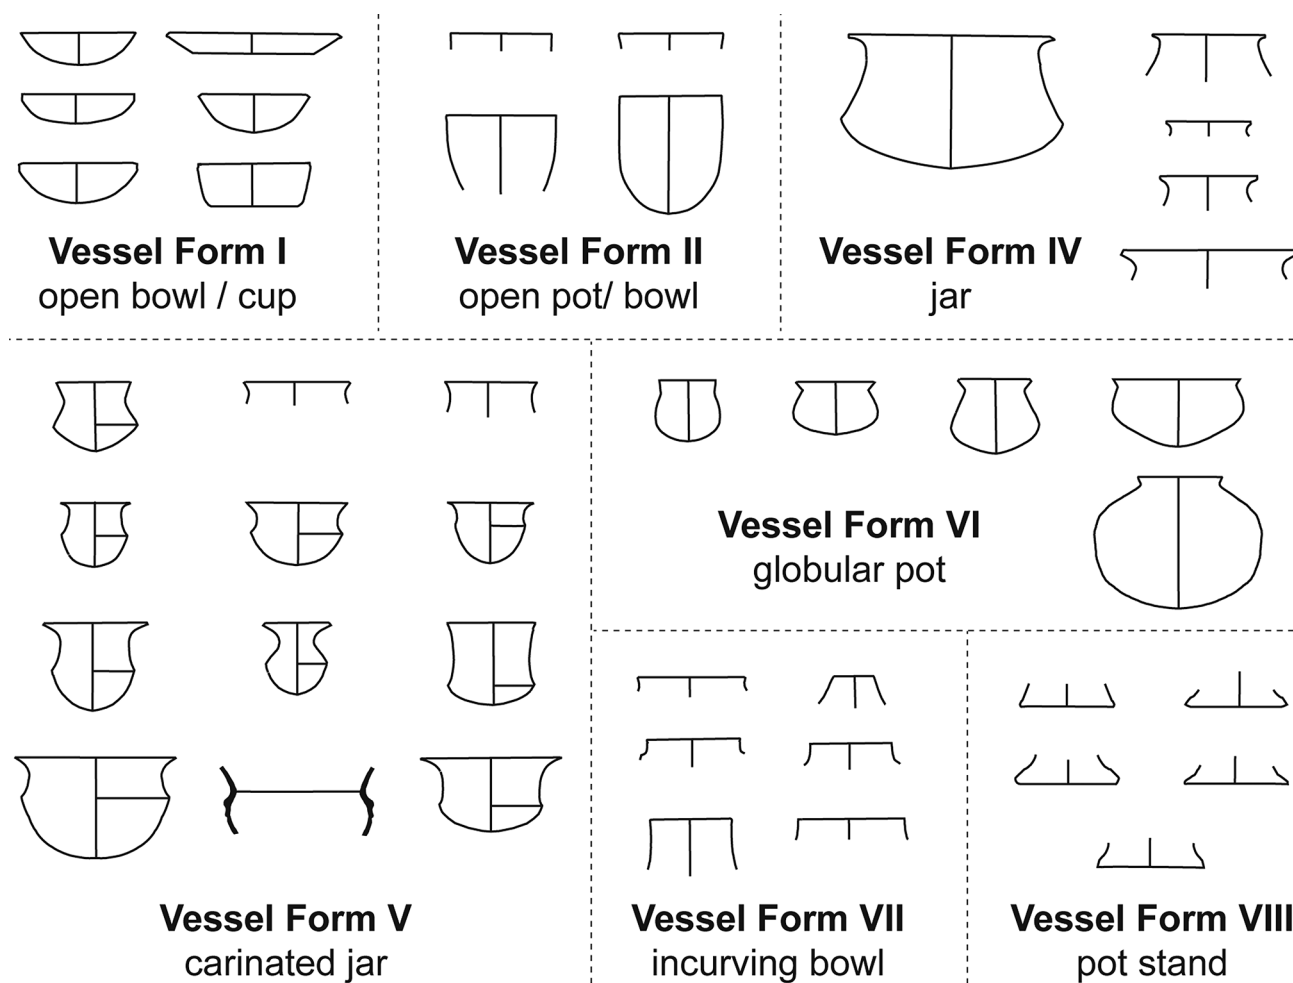 Vessel Form I
open bowl / cup
Vessel Form II
open pot/ bowl
Vessel Form IV
jar
Vessel Form VI
globular pot
Vessel Form V
carinated jar
Vessel Form VII
incurving bowl
Vessel Form VIII
pot stand